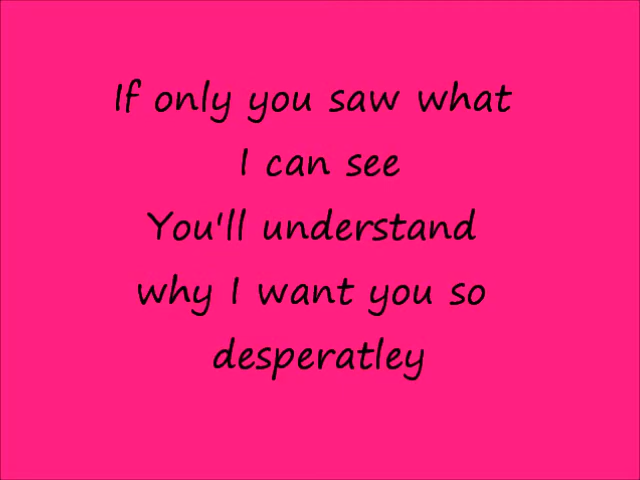 If only you saw what
I can see
You'll understand
why I want you so
desperatley